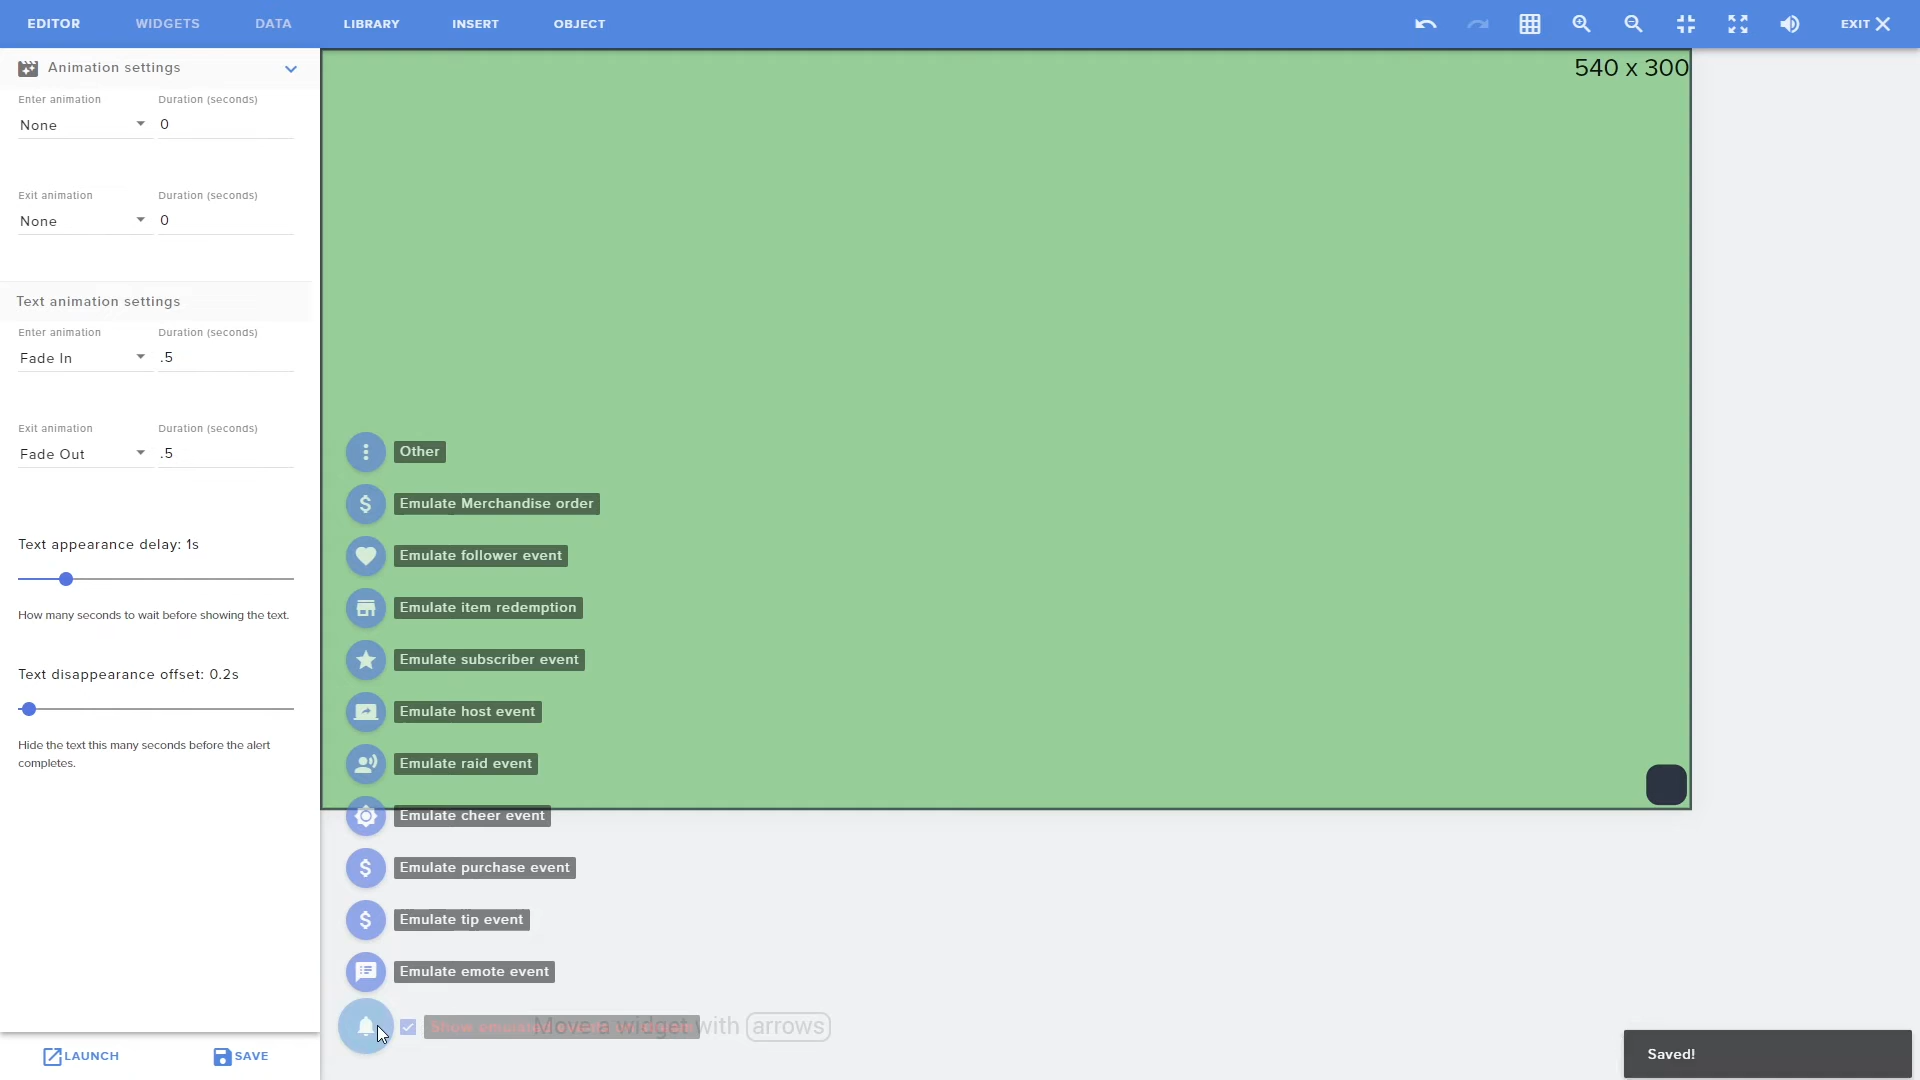 EDITOR WIDGETS DATA LIBRARY INSERT OBJECT EXIT
Animation settings
540 x 300
Enter animation Duration (seconds)
None 0
Exit animation Duration (seconds)
None 0
Text animation settings
Enter animation Duration (seconds)
Fade In .5
Exit animation Duration (seconds)
Fade Out .5
Text appearance delay: 1s
How many seconds to wait before showing the text.
Text disappearance offset: 0.2s
Hide the text this many seconds before the alert
completes.
Other
Emulate Merchandise order
Emulate follower event
Emulate item redemption
Emulate subscriber event
Emulate host event
Emulate raid event
Emulate cheer event
Emulate purchase event
Emulate tip event
Emulate emote event
Show
Move a widget with arrows
LAUNCH SAVE
Saved!